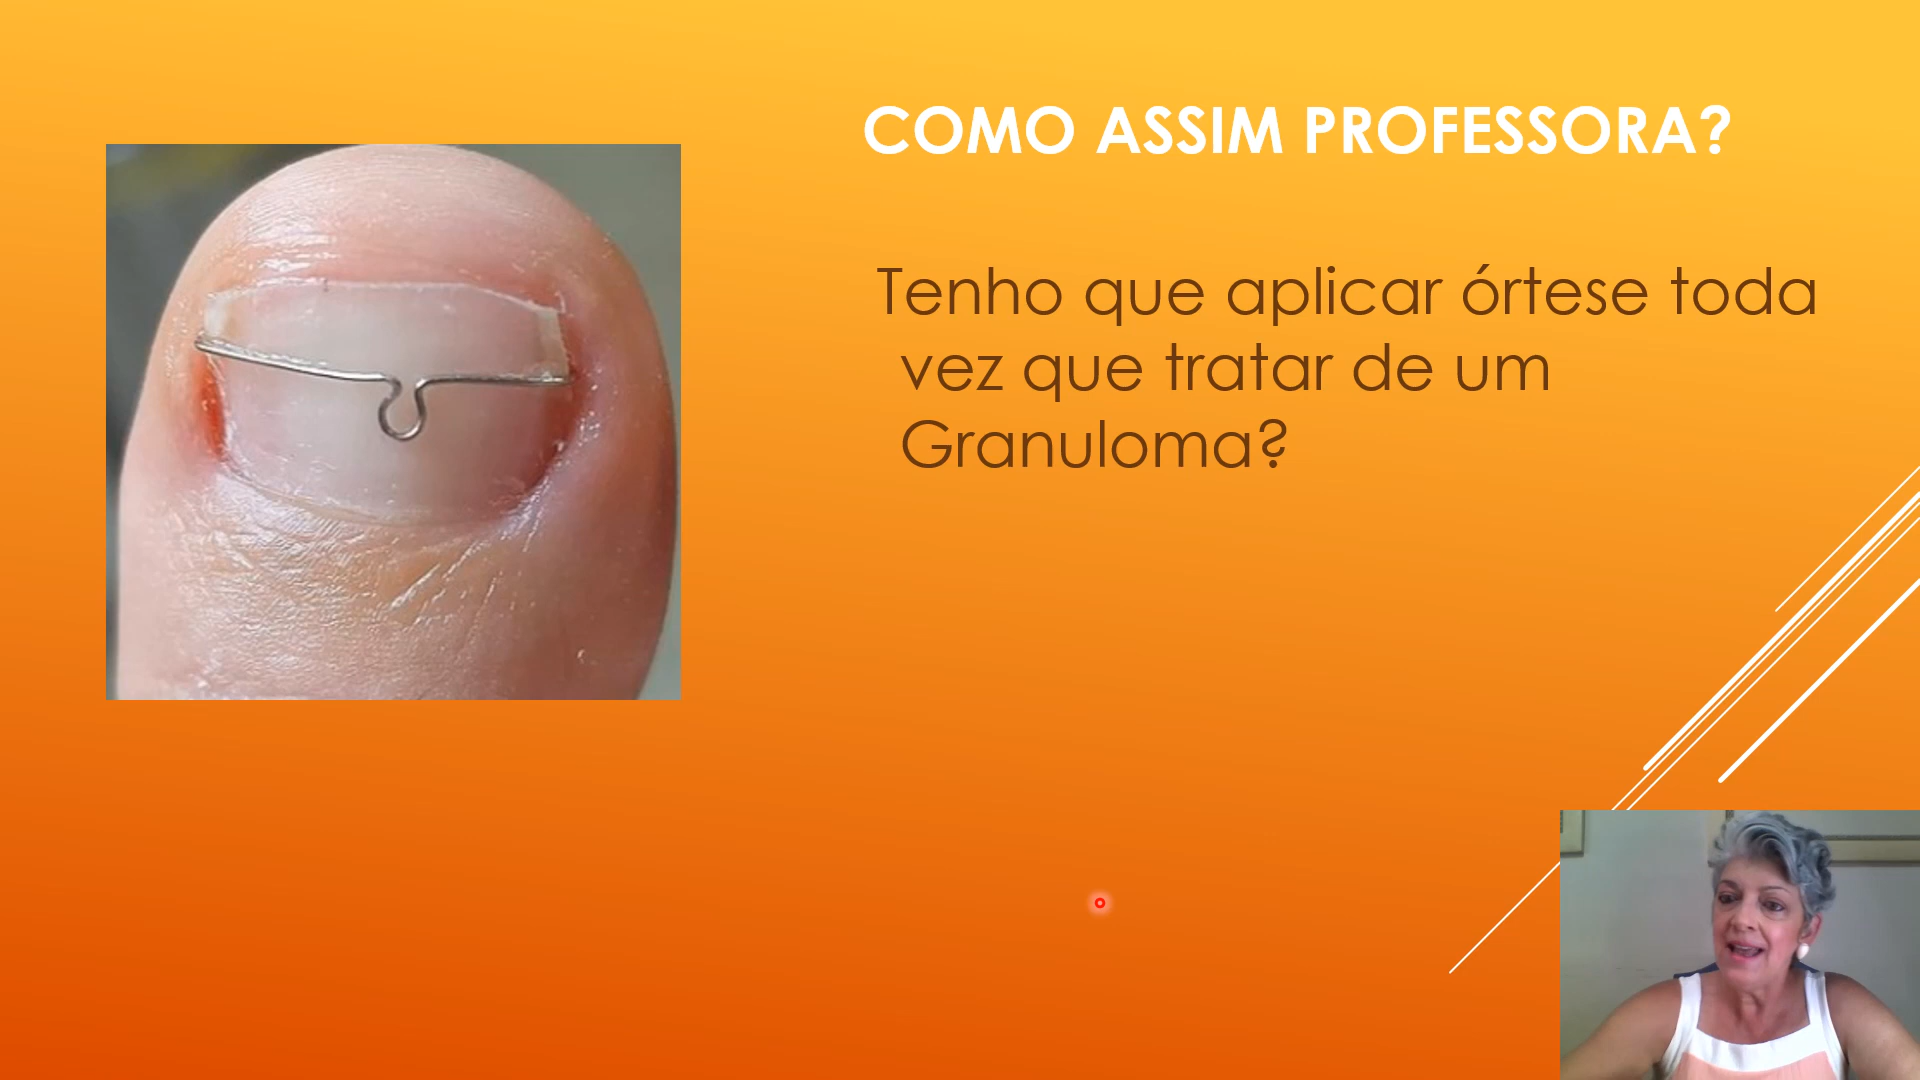 COMO ASSIM PROFESSORA?
Tenho que aplicar órtese toda
vez que tratar de um
Granuloma?